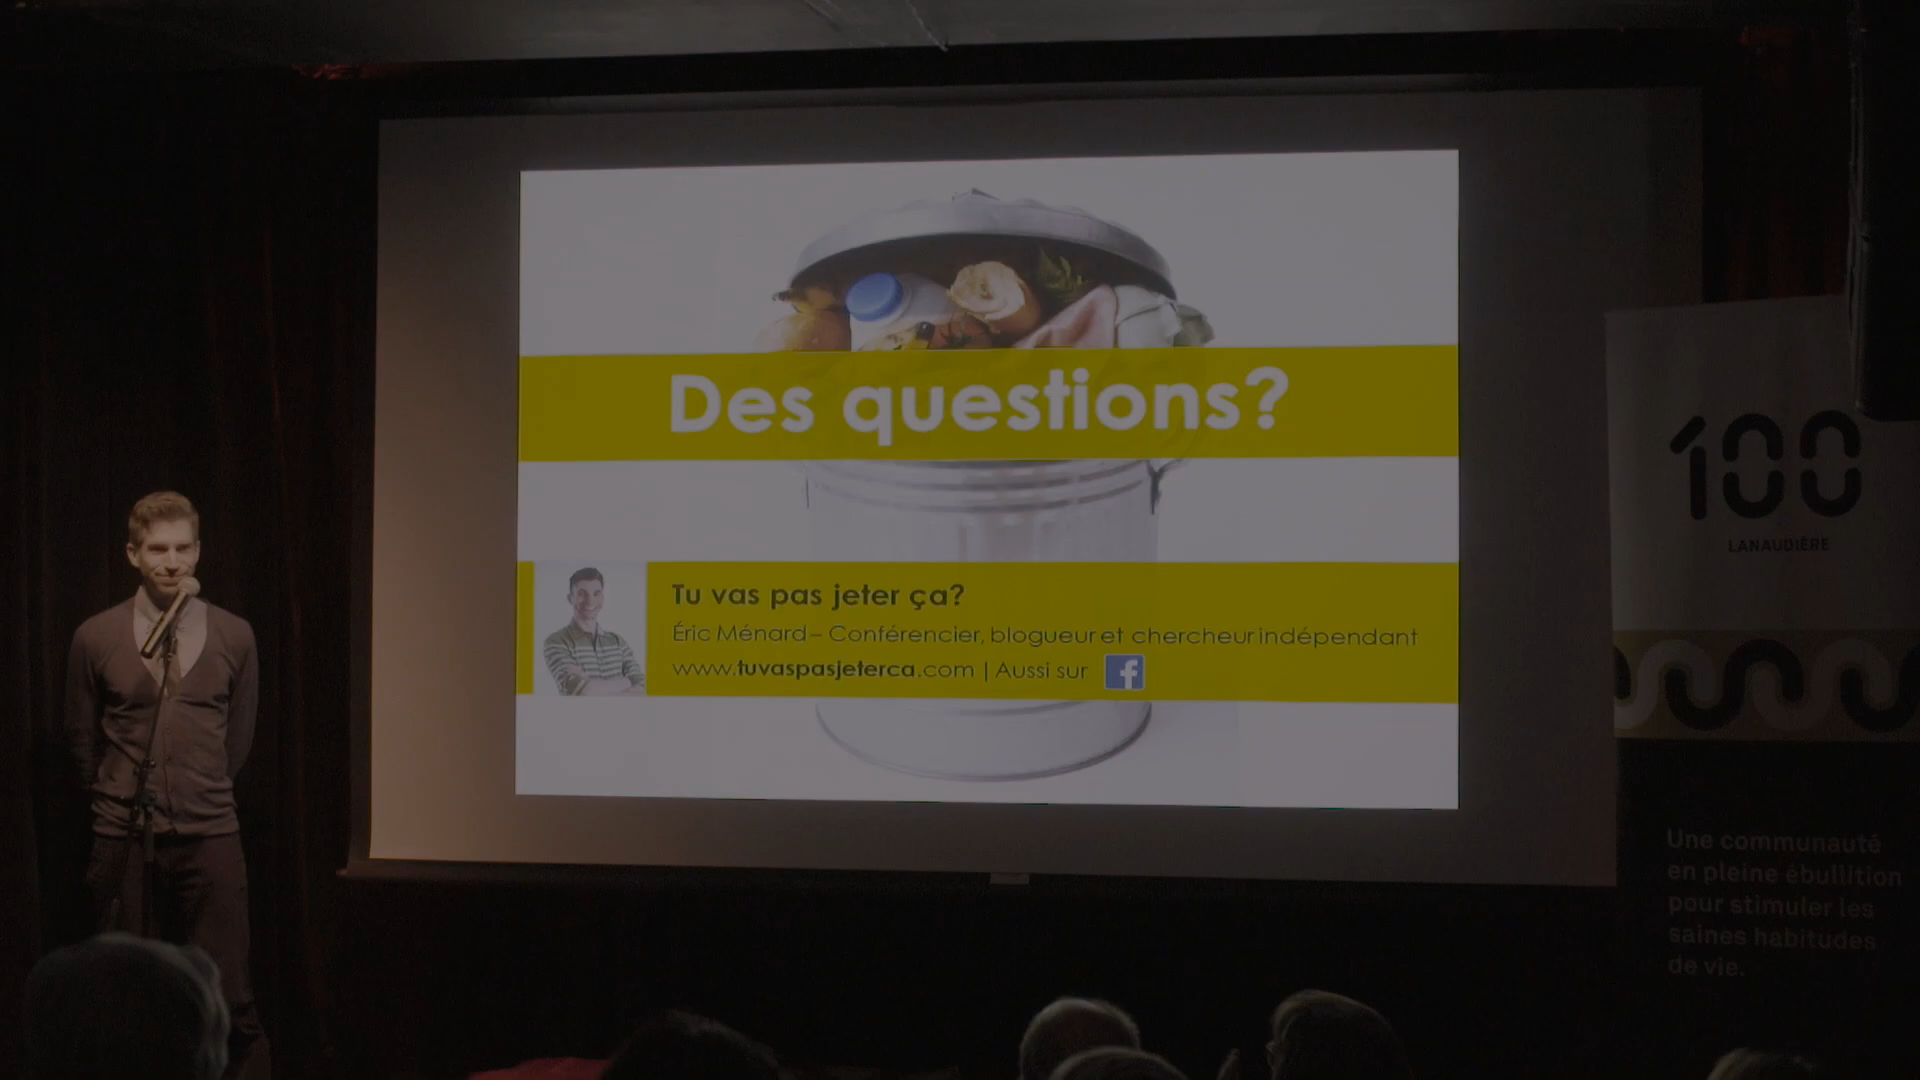 Des questions?
Tu vas pas jeter ça?
Éric Ménard – Conférencier, blogueur et chercheur indépendant
www.tuvaspasjeterca.com | Aussi sur f
100
LANAUDIÈRE
Une communauté
en pleine ébullition
pour stimuler les
saines habitudes
de vie.